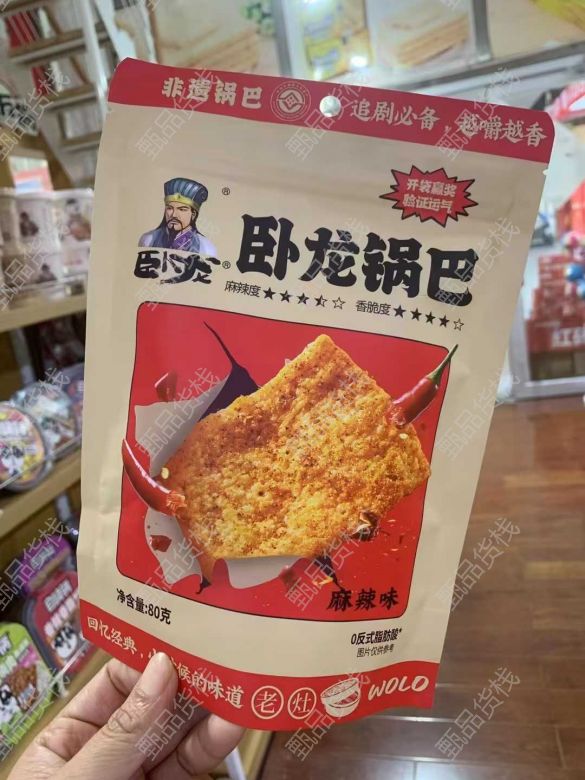 非遗锅巴 追剧必备,越嚼越香
开袋赢奖
验证运气
卧龙®
卧龙锅巴
麻辣度★★★⯪☆ 香脆度★★★★☆
麻辣味
净含量:80克
0反式脂肪酸*
图片仅供参考
回忆经典,小时候的味道 老灶 WOLO
甄品货栈